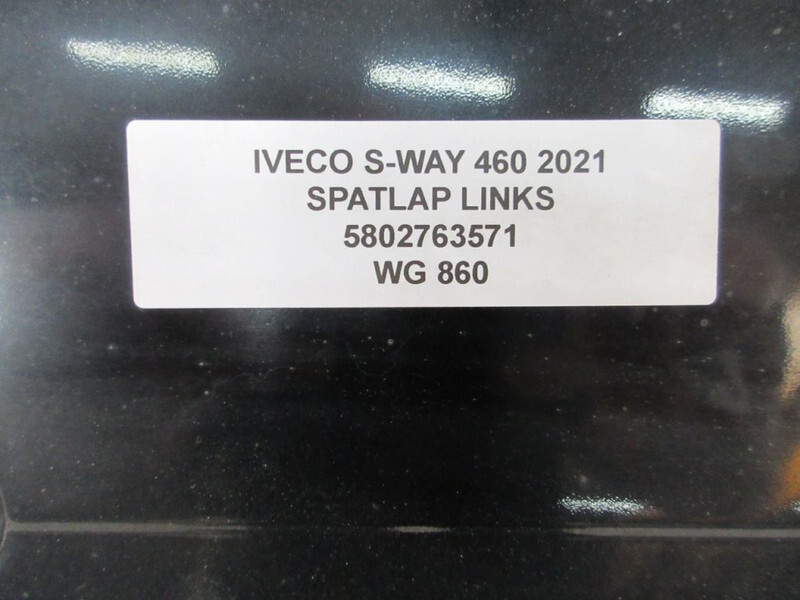 IVECO S-WAY 460 2021
SPATLAP LINKS
5802763571
WG 860